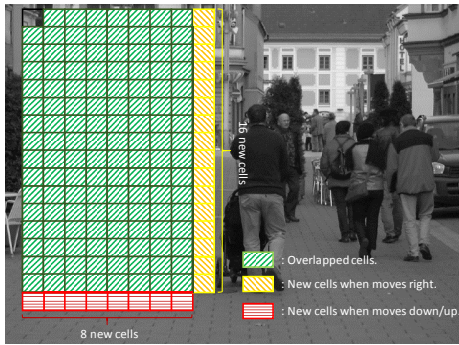 16 new cells
: Overlapped cells.
: New cells when moves right.
: New cells when moves down/up.
8 new cells